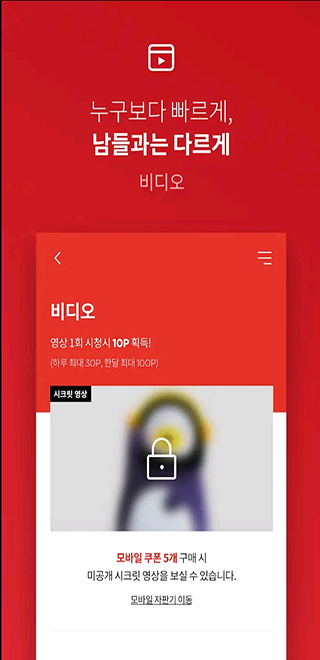 누구보다 빠르게,
남들과는 다르게
비디오
비디오
영상 1회 시청시 10P 획득!
(하루 최대 30P, 한달 최대 100P)
시크릿 영상
모바일 쿠폰 5개 구매 시
미공개 시크릿 영상을 보실 수 있습니다.
모바일 자판기 이동